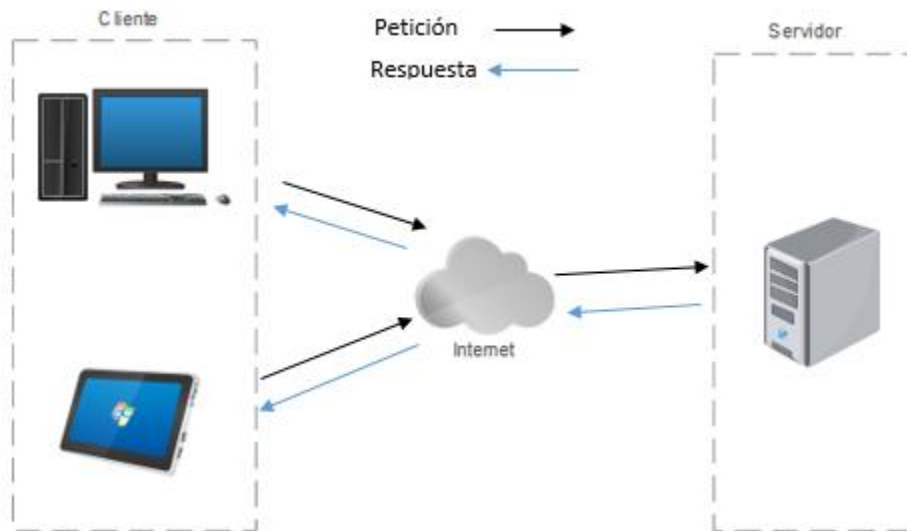 Cliente
Petición
Servidor
Respuesta
Internet